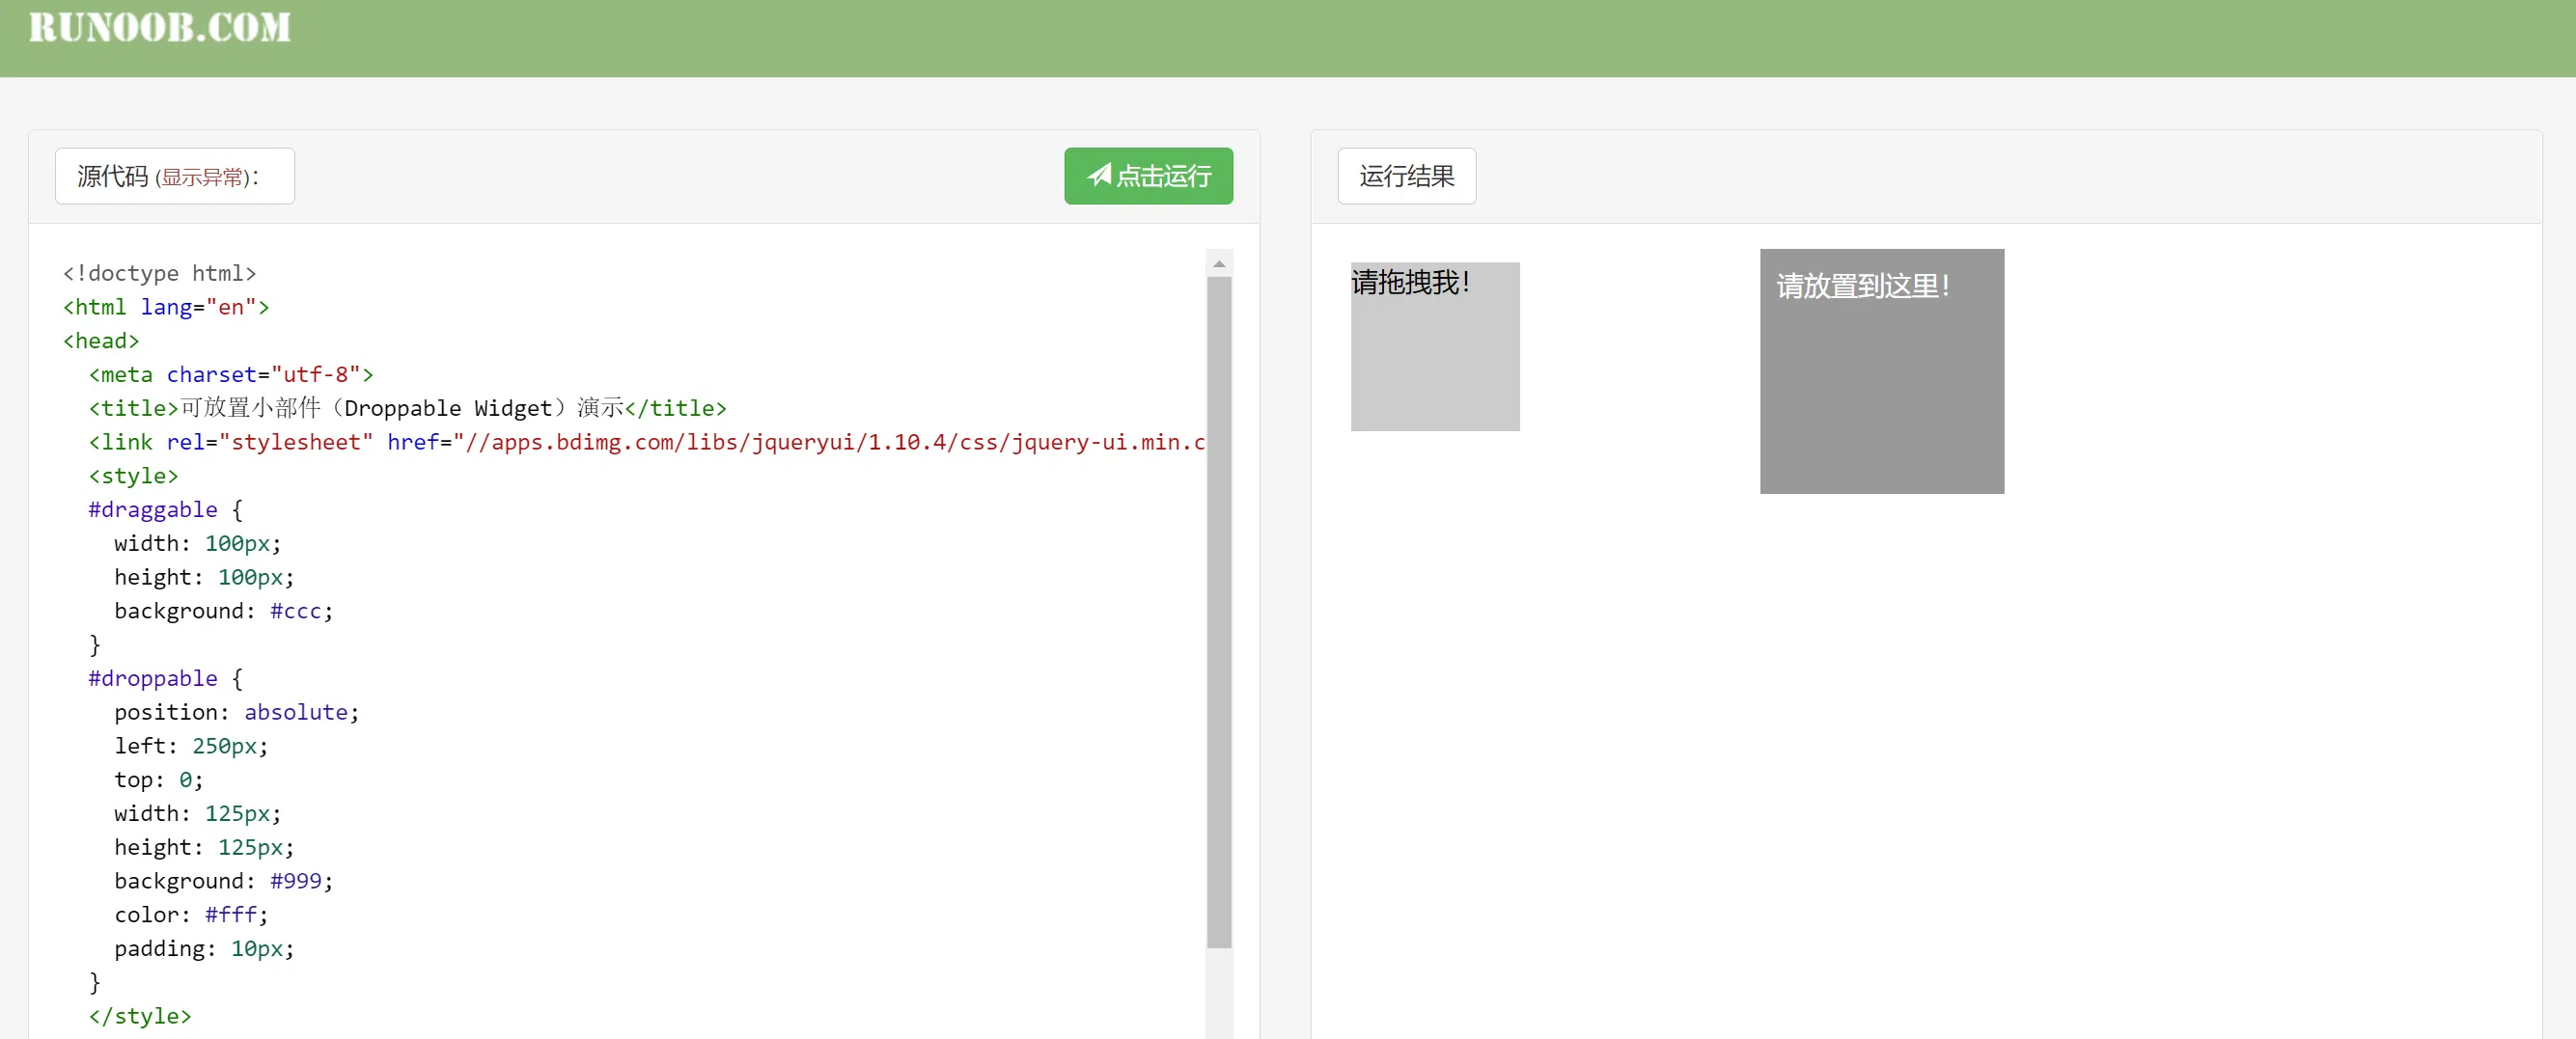 RUNOOB.COM
源代码 (显示异常)：
点击运行
<!doctype html>
<html lang="en">
<head>
  <meta charset="utf-8">
  <title>可放置小部件（Droppable Widget）演示</title>
  <link rel="stylesheet" href="//apps.bdimg.com/libs/jqueryui/1.10.4/css/jquery-ui.min.c
  <style>
  #draggable {
    width: 100px;
    height: 100px;
    background: #ccc;
  }
  #droppable {
    position: absolute;
    left: 250px;
    top: 0;
    width: 125px;
    height: 125px;
    background: #999;
    color: #fff;
    padding: 10px;
  }
  </style>
运行结果
请拖拽我！
请放置到这里！